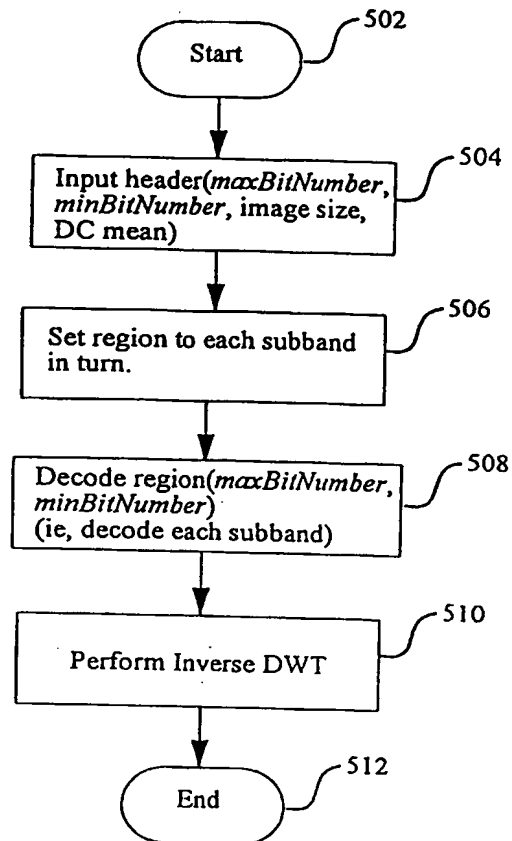 502
Start
504
Input header(maxBitNumber,
minBitNumber, image size,
DC mean)
506
Set region to each subband
in turn.
508
Decode region(maxBitNumber,
minBitNumber)
(ie, decode each subband)
510
Perform Inverse DWT
512
End